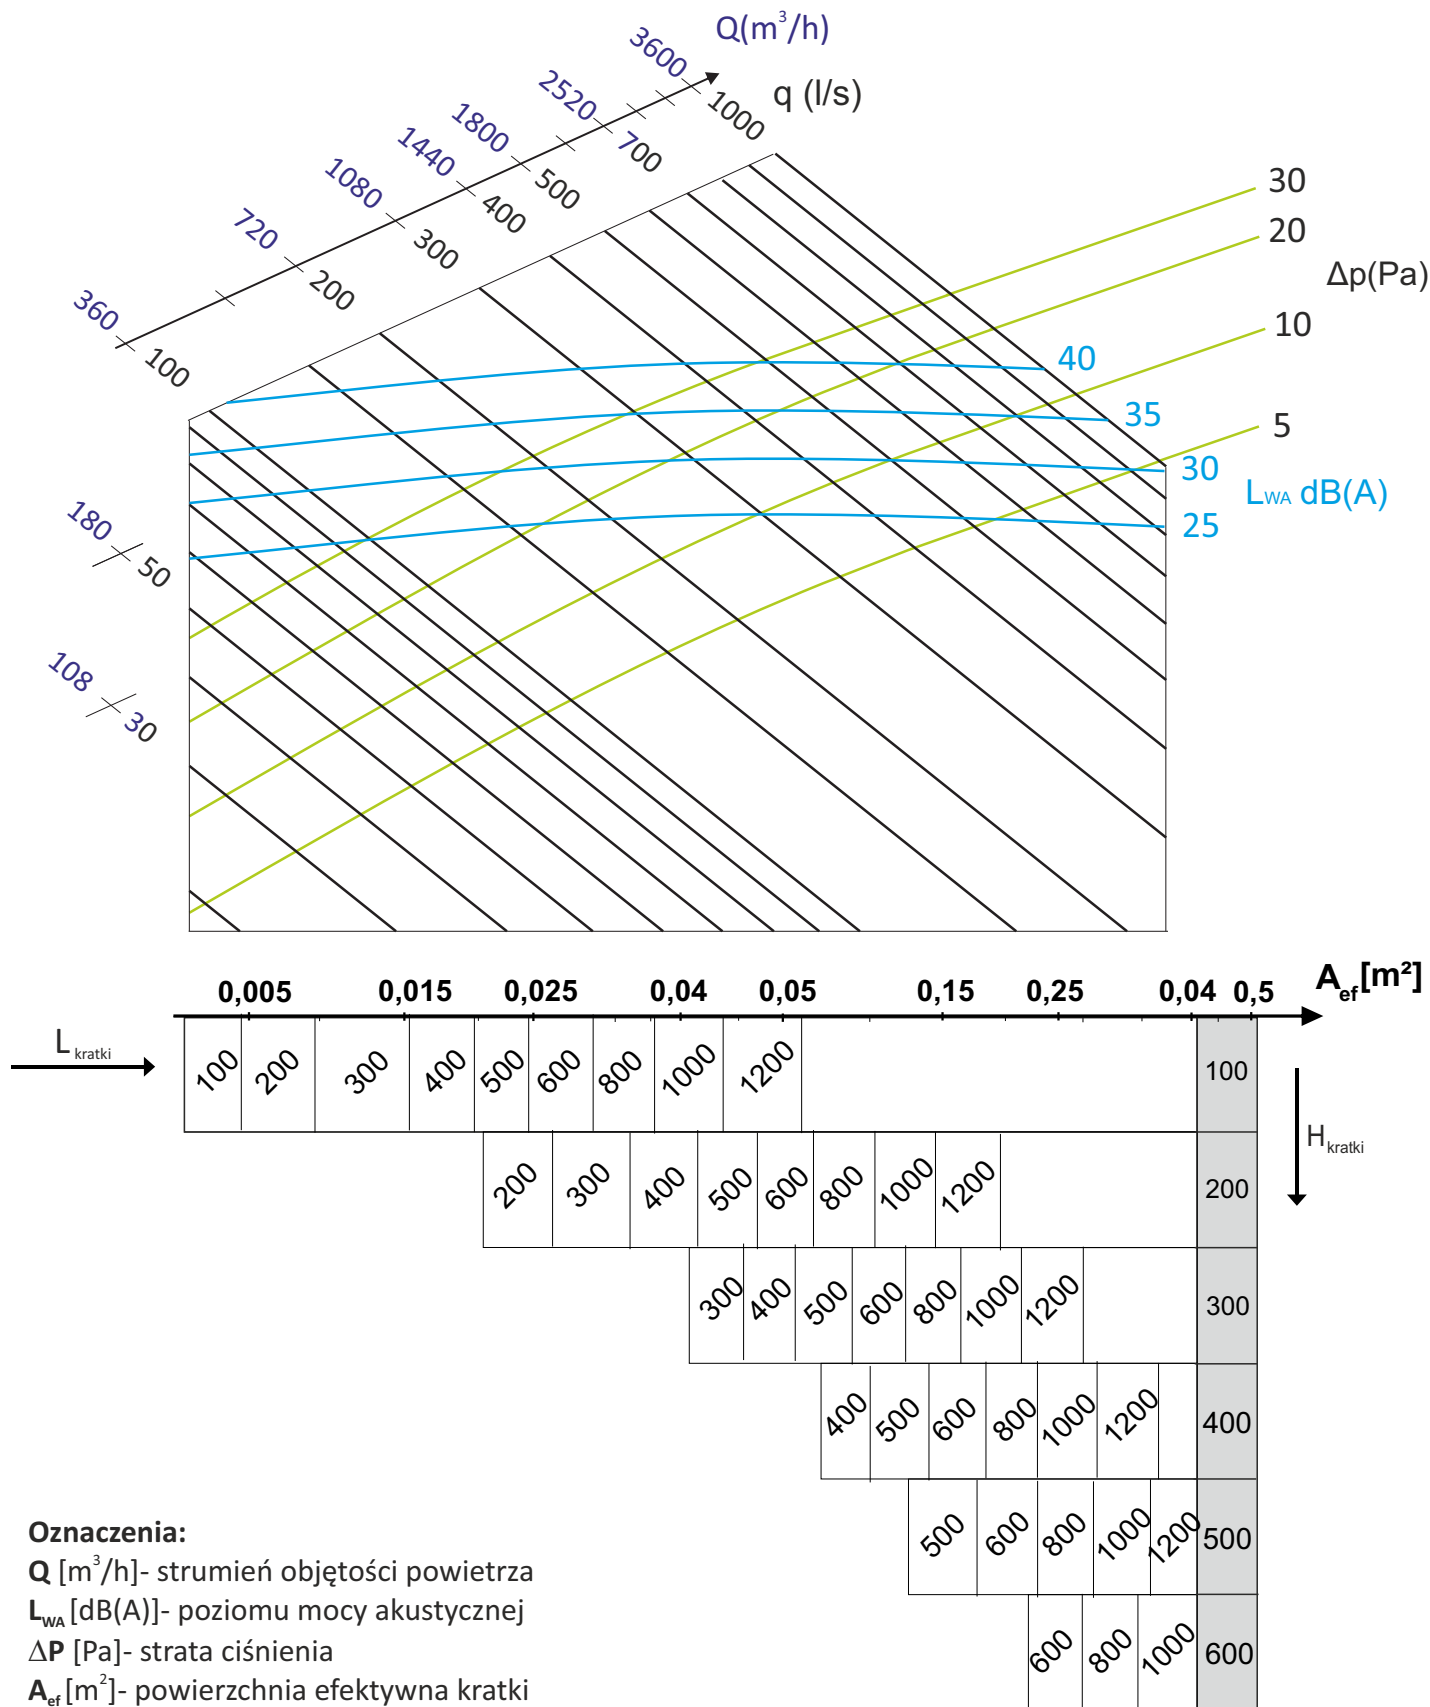 Q(m³/h)
q (l/s)
3600
2520
1800
1440
1080
720
360
180
108
1000
700
500
400
300
200
100
50
30
30
20
Δp(Pa)
10
5
40
35
30
25
L_WA dB(A)
0,005 0,015 0,025 0,04 0,05 0,15 0,25 0,04 0,5 A_ef [m²]
L kratki
H kratki
100 200 300 400 500 600 800 1000 1200 100
200 300 400 500 600 800 1000 1200 200
300 400 500 600 800 1000 1200 300
400 500 600 800 1000 1200 400
500 600 800 1000 1200 500
600 800 1000 600
Oznaczenia:
Q [m³/h]- strumień objętości powietrza
L_WA [dB(A)]- poziomu mocy akustycznej
ΔP [Pa]- strata ciśnienia
A_ef [m²]- powierzchnia efektywna kratki